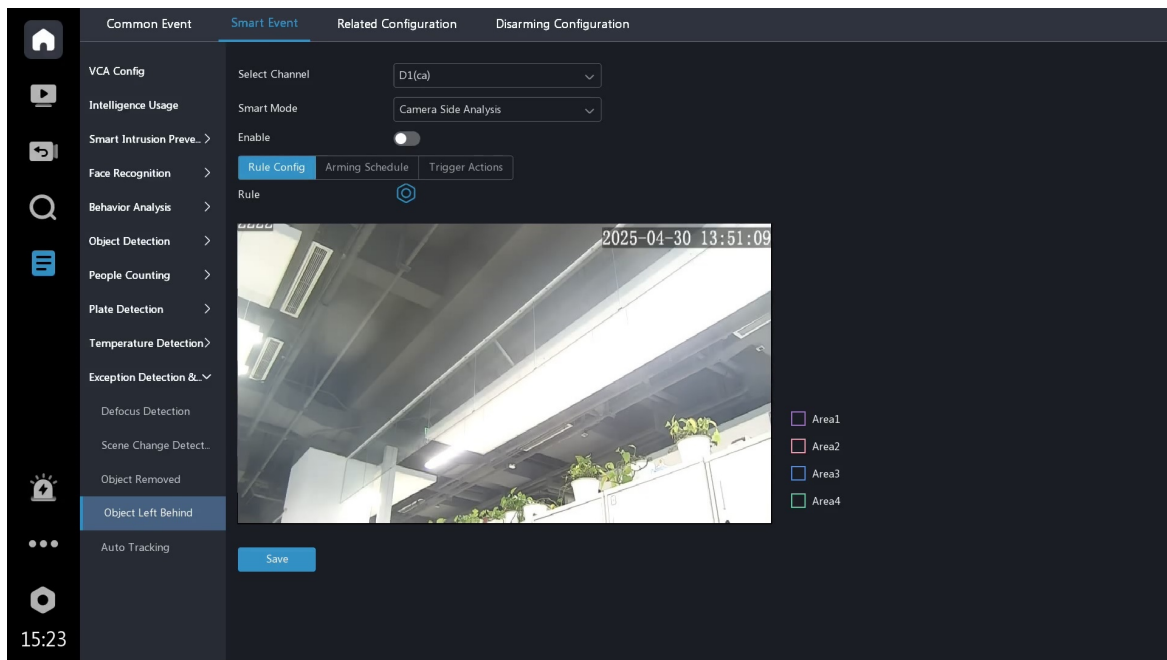 Common Event
Smart Event
Related Configuration
Disarming Configuration
VCA Config
Intelligence Usage
Smart Intrusion Preve..
Face Recognition
Behavior Analysis
Object Detection
People Counting
Plate Detection
Temperature Detection
Exception Detection &..
Defocus Detection
Scene Change Detect..
Object Removed
Object Left Behind
Auto Tracking
15:23
Select Channel
D1(ca)
Smart Mode
Camera Side Analysis
Enable
Rule Config
Arming Schedule
Trigger Actions
Rule
2025-04-30 13:51:09
Area1
Area2
Area3
Area4
Save